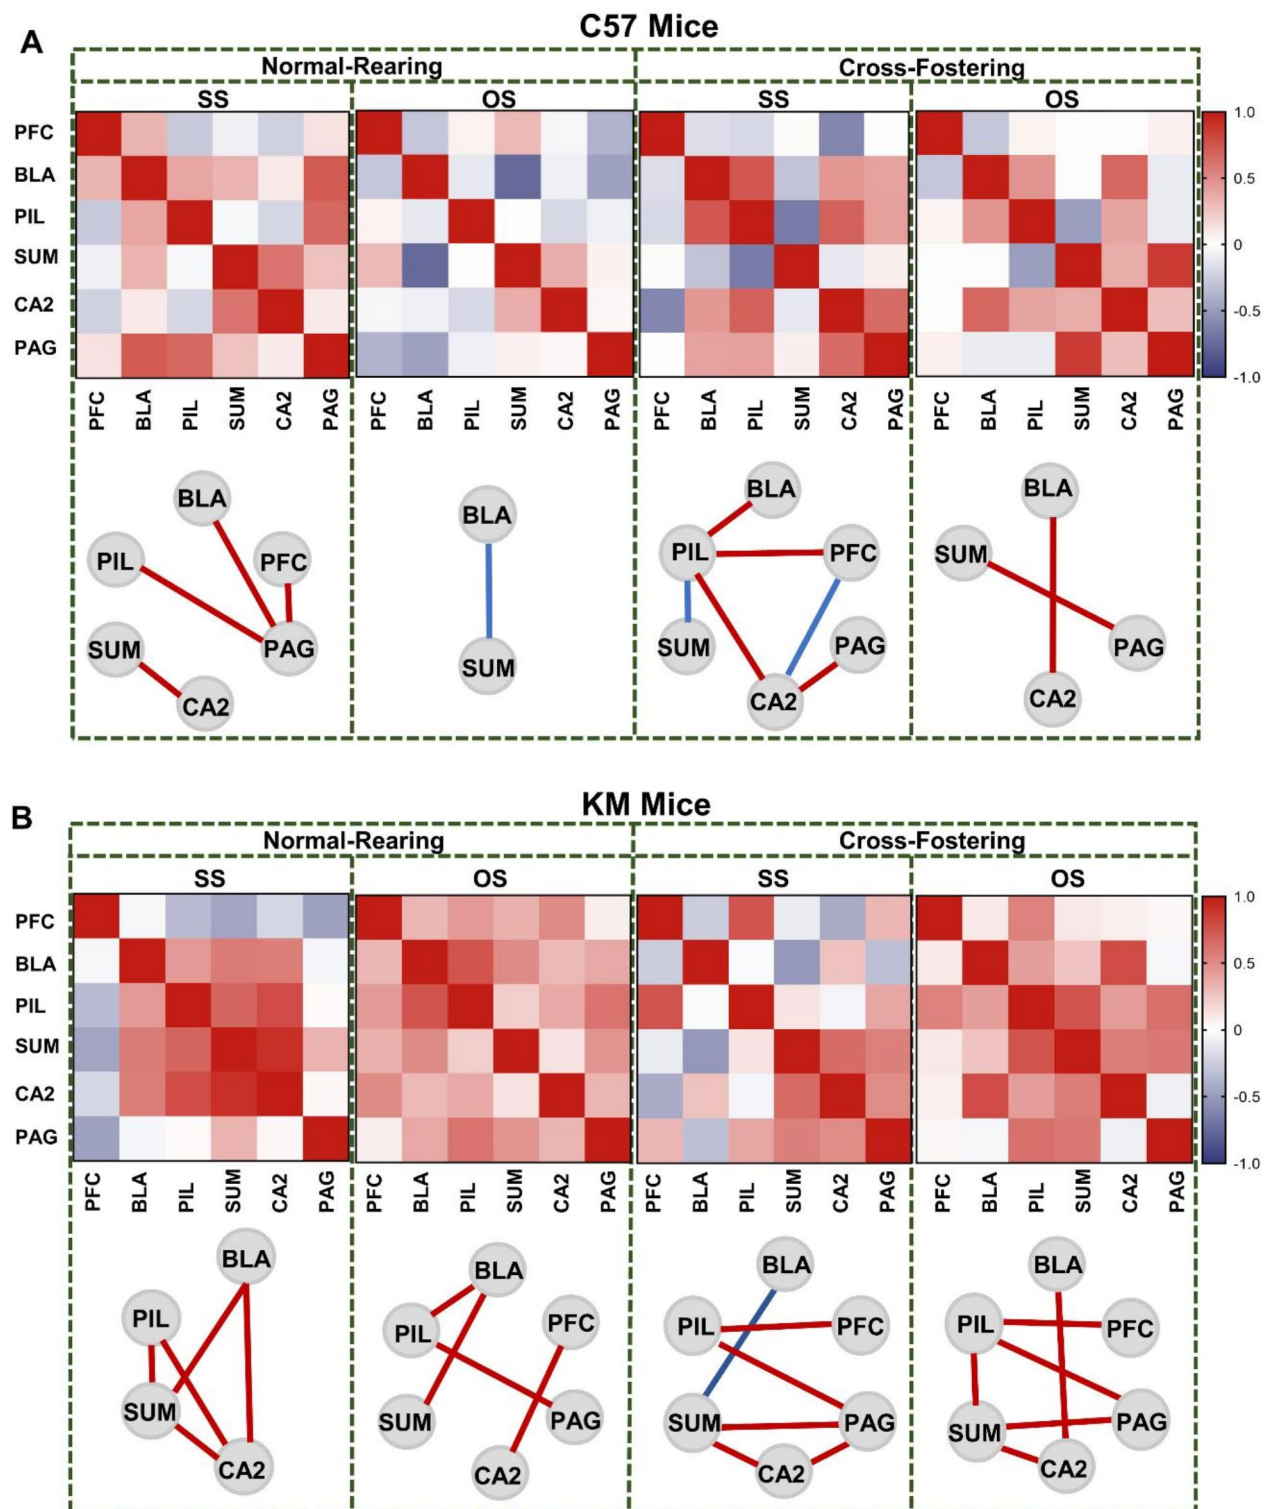 A
C57 Mice
Normal-Rearing Cross-Fostering
SS OS SS OS
PFC
BLA
PIL
SUM
CA2
PAG
1.0
0.5
0
-0.5
-1.0
PFC BLA PIL SUM CA2 PAG PFC BLA PIL SUM CA2 PAG PFC BLA PIL SUM CA2 PAG PFC BLA PIL SUM CA2 PAG
BLA
PIL
PFC
SUM
PAG
CA2
BLA
SUM
BLA
PIL
PFC
SUM
PAG
CA2
BLA
SUM
PAG
CA2
B
KM Mice
Normal-Rearing Cross-Fostering
SS OS SS OS
PFC
BLA
PIL
SUM
CA2
PAG
1.0
0.5
0
-0.5
-1.0
PFC BLA PIL SUM CA2 PAG PFC BLA PIL SUM CA2 PAG PFC BLA PIL SUM CA2 PAG PFC BLA PIL SUM CA2 PAG
BLA
PIL
SUM
CA2
BLA
PIL
PFC
SUM
PAG
CA2
BLA
PIL
PFC
SUM
PAG
CA2
BLA
PIL
PFC
SUM
PAG
CA2